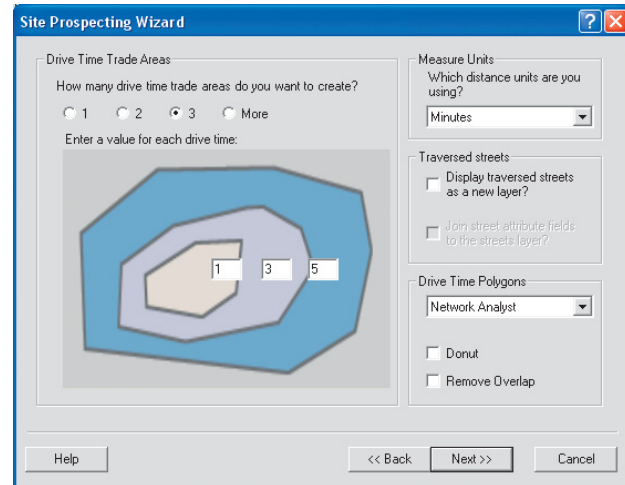 Site Prospecting Wizard
Drive Time Trade Areas
How many drive time trade areas do you want to create?
1 2 3 More
Enter a value for each drive time:
1 3 5
Measure Units
Which distance units are you
using?
Minutes
Traversed streets
Display traversed streets
as a new layer?
Join street attribute fields
to the streets layer?
Drive Time Polygons
Network Analyst
Donut
Remove Overlap
Help
<< Back
Next >>
Cancel